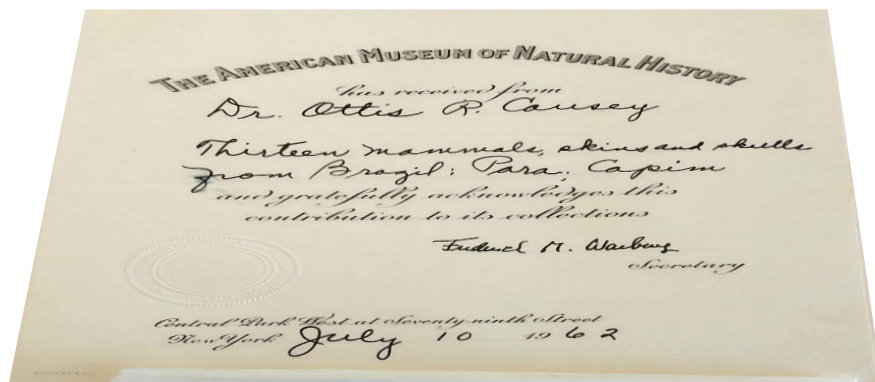 THE AMERICAN MUSEUM OF NATURAL HISTORY
has received from
Dr. Ottis R. Causey
Thirteen mammals, skins and skulls
from Brazil: Para; Capim
and gratefully acknowledges this
contribution to its collections
Frederick M. Warburg
Secretary
Central Park West at Seventy-ninth Street
New York July 10 1962